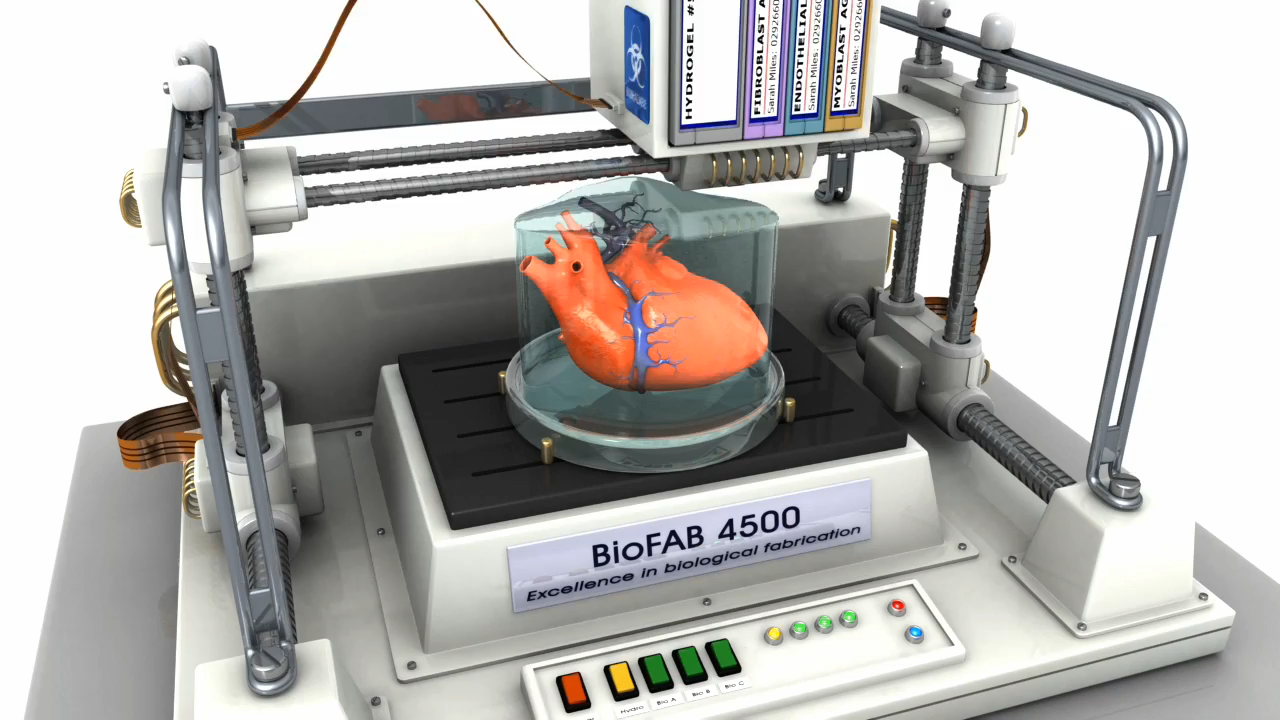 HYDROGEL
FIBROBLAST A
Sarah Miles: 0292660
ENDOTHELIAL
Sarah Miles: 0292660
MYOBLAST AG
Sarah Miles: 0292660
BioFAB 4500
Excellence in biological fabrication
Hydro
Bio A
Bio B
Bio C